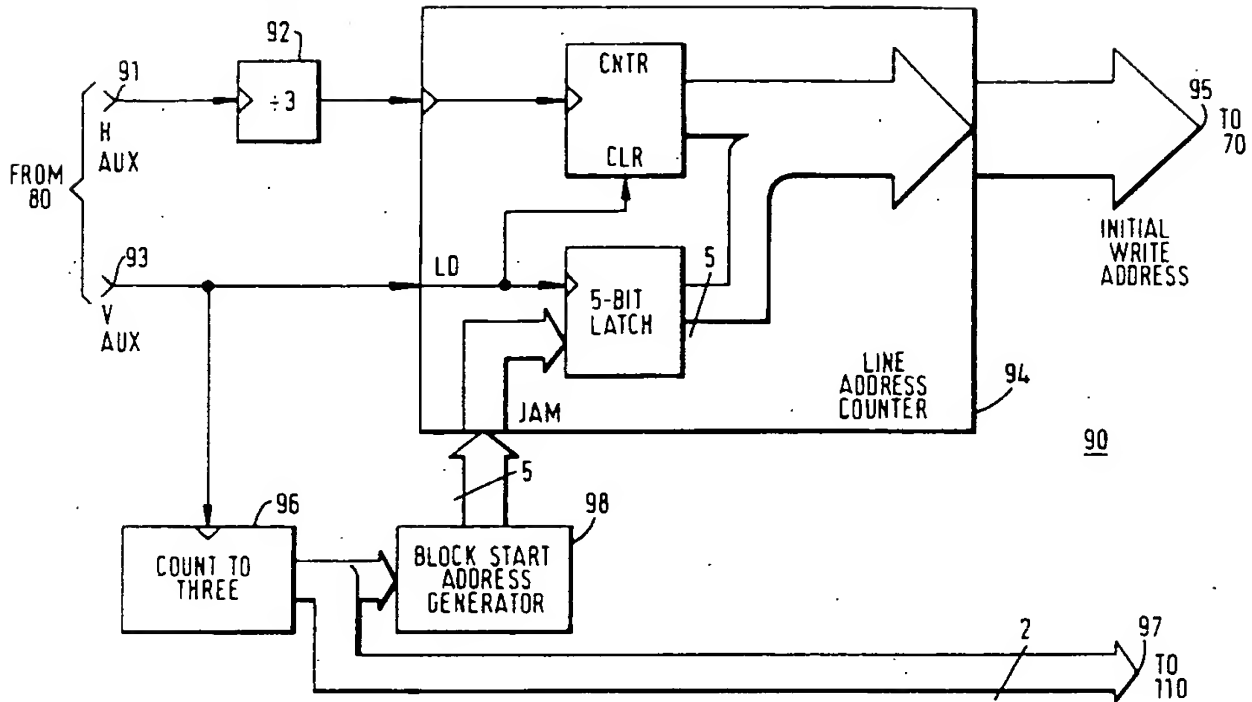 92
91
÷3
H
AUX
FROM
80
93
V
AUX
CNTR
CLR
LD
5-BIT
LATCH
5
JAM
LINE
ADDRESS
COUNTER
94
95
TO
70
INITIAL
WRITE
ADDRESS
90
5
96
COUNT TO
THREE
98
BLOCK START
ADDRESS
GENERATOR
2
97
TO
110